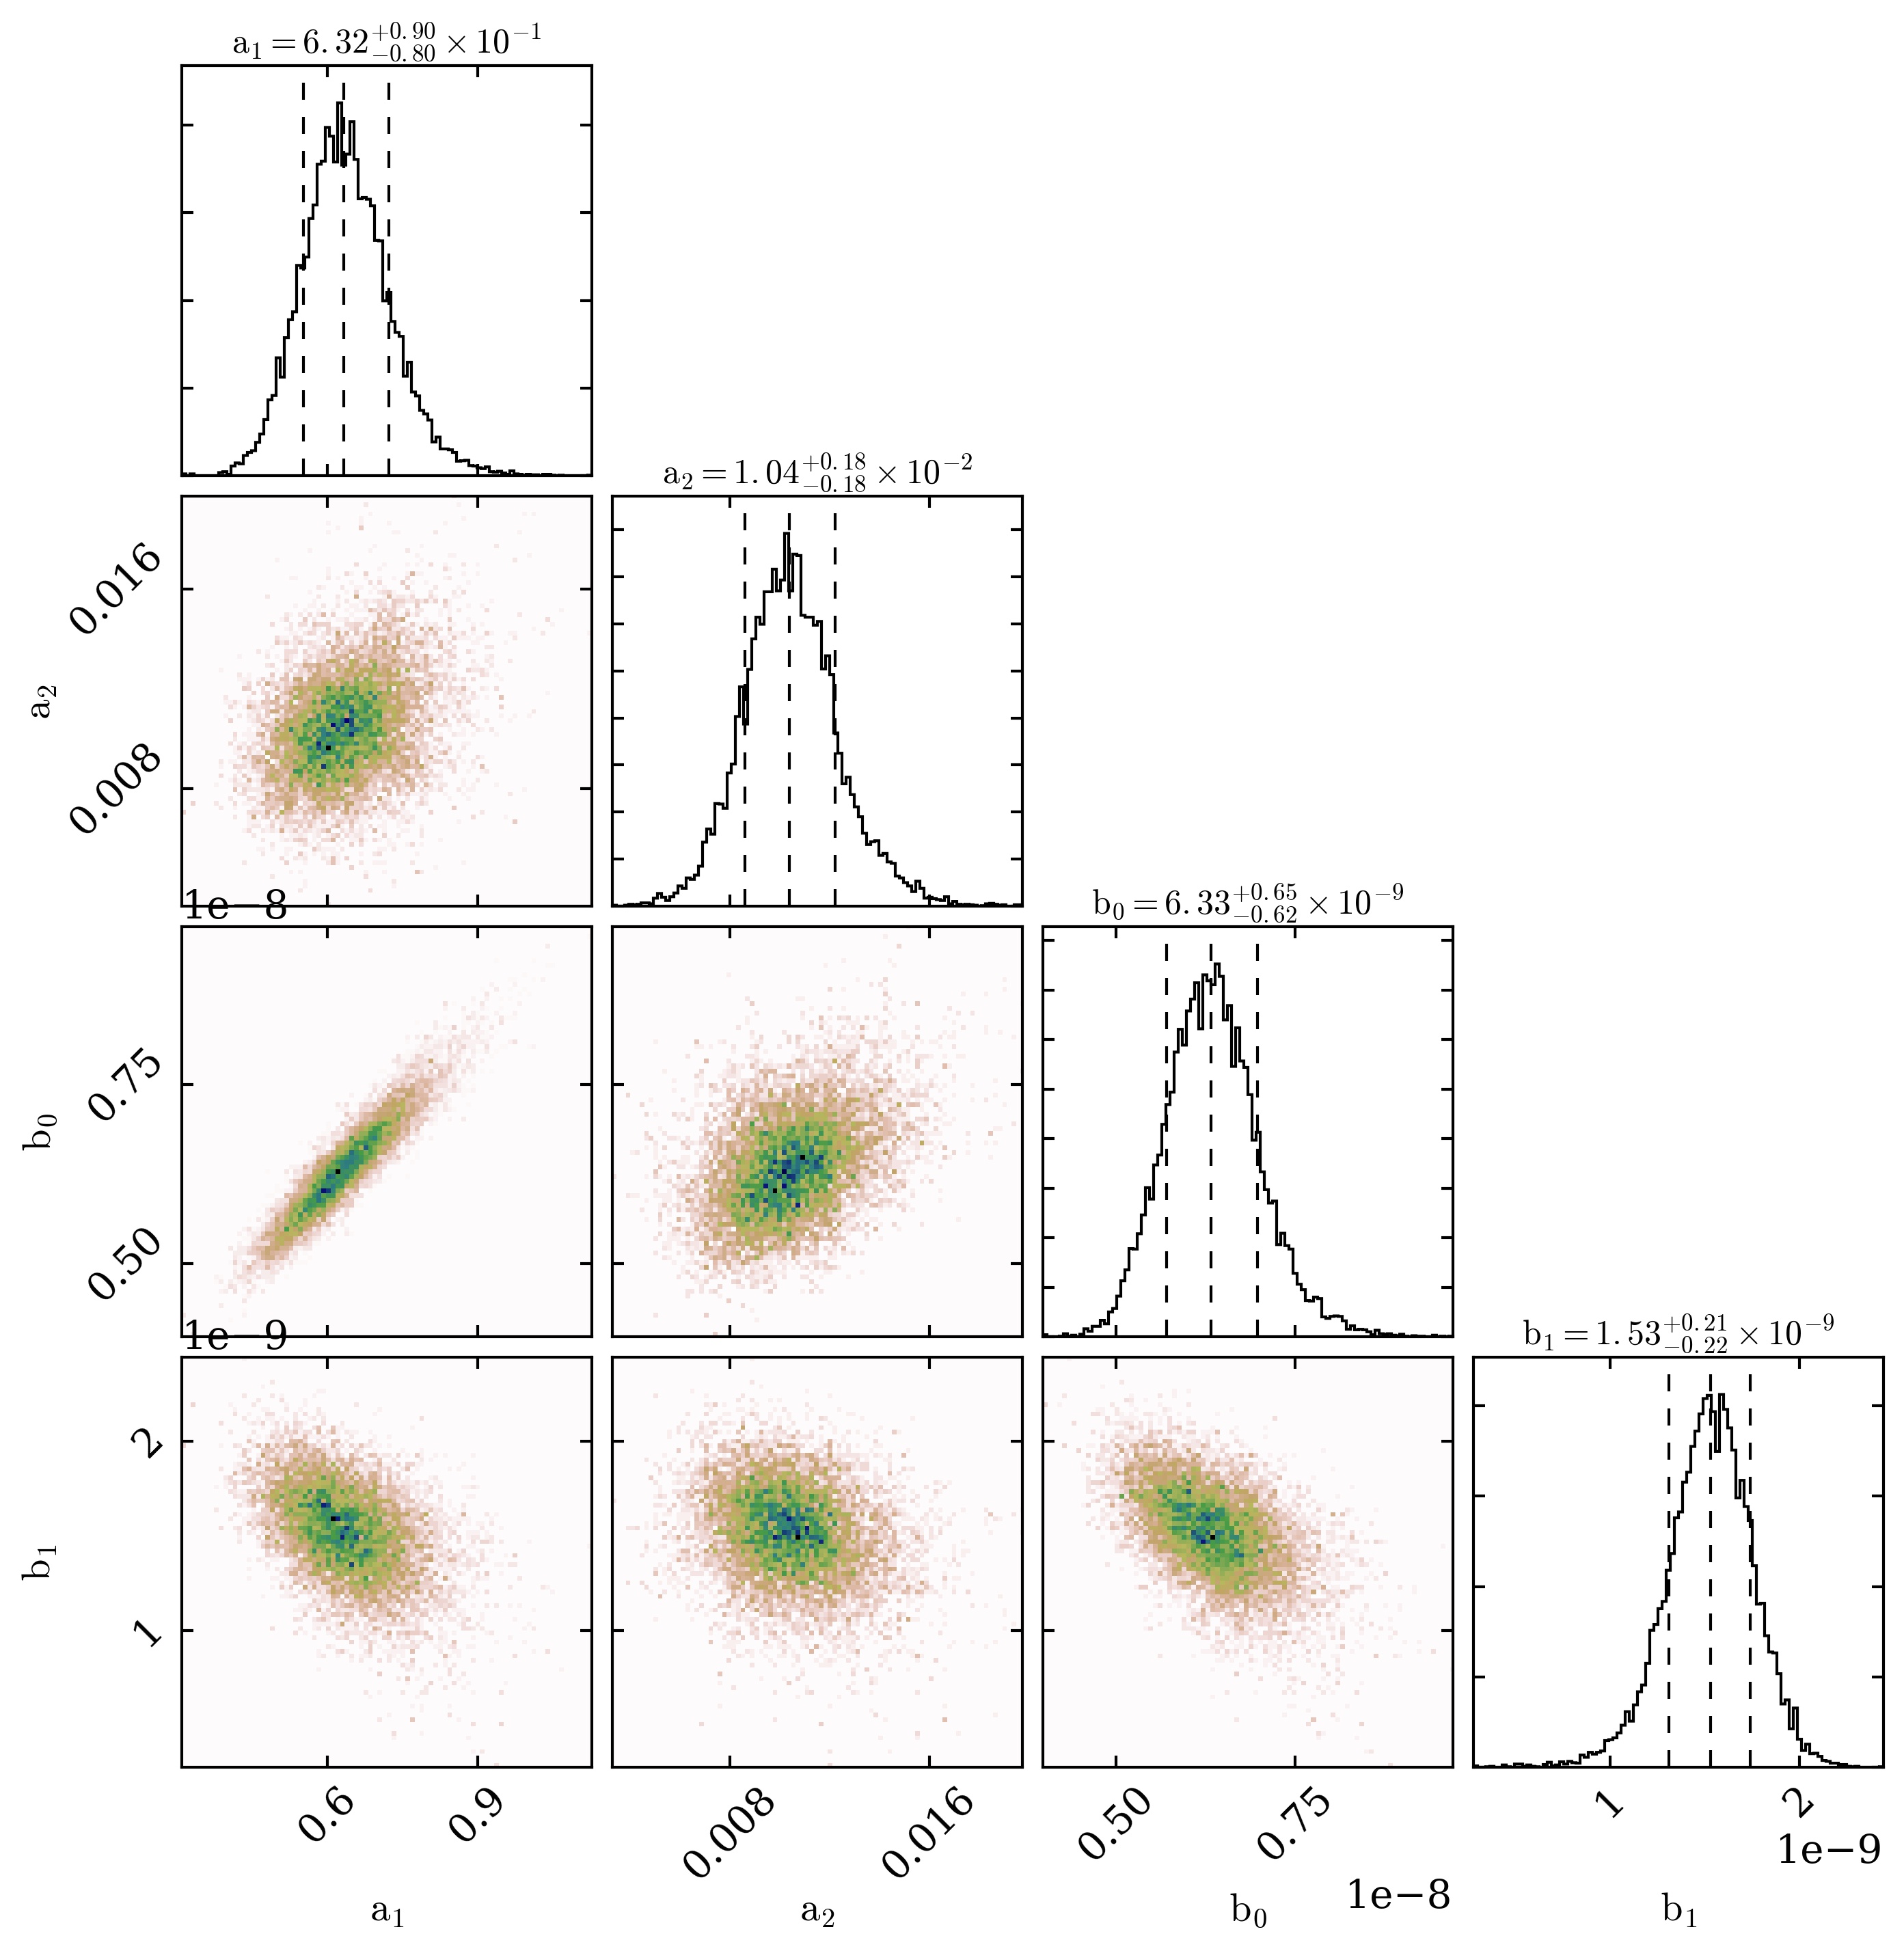 a₁ = 6.32⁺⁰·⁹⁰₋₀.₈₀ × 10⁻¹
a₂ = 1.04⁺⁰·¹⁸₋₀.₁₈ × 10⁻²
0.016
a₂
0.008
1e−8
b₀ = 6.33⁺⁰·⁶⁵₋₀.₆₂ × 10⁻⁹
0.75
b₀
0.50
1e−9
b₁ = 1.53⁺⁰·²¹₋₀.₂₂ × 10⁻⁹
2
b₁
1
0.6 0.9 0.008 0.016 0.50 0.75 1 2
1e−8 1e−9
a₁ a₂ b₀ b₁